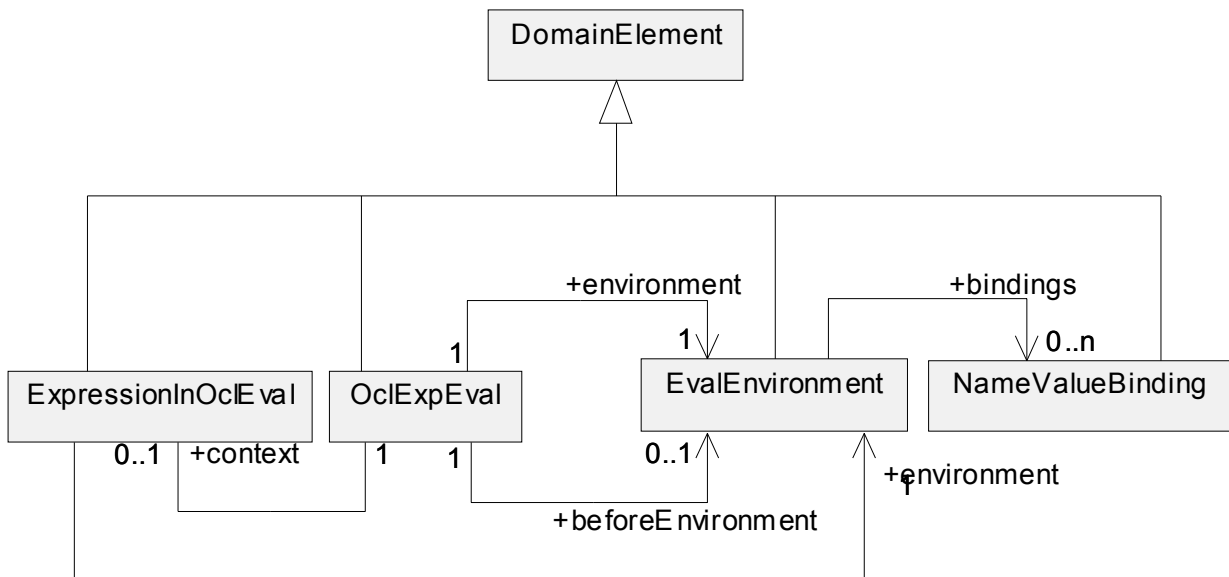 DomainElement
+environment
+bindings
1
1
0..n
ExpressionInOclEval
OclExpEval
EvalEnvironment
NameValueBinding
0..1
+context
1
1
0..1
+environment
1
+beforeEnvironment